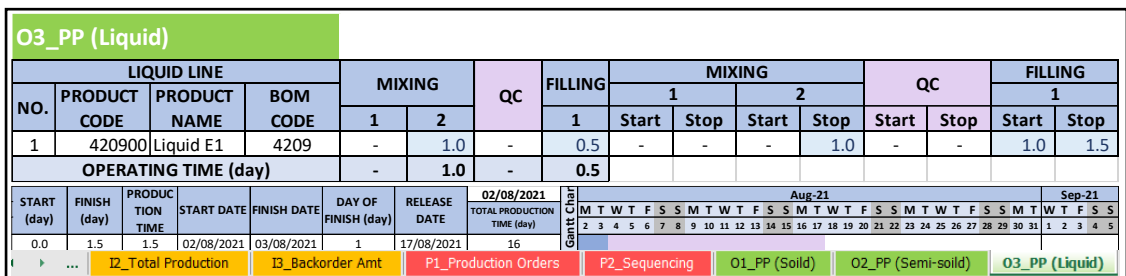 O3_PP (Liquid)
LIQUID LINE MIXING QC FILLING MIXING QC FILLING
1 2 1
NO. PRODUCT CODE PRODUCT NAME BOM CODE 1 2 1 Start Stop Start Stop Start Stop Start Stop
1 420900 Liquid E1 4209 - 1.0 - 0.5 - - - 1.0 - - 1.0 1.5
OPERATING TIME (day) - 1.0 - 0.5
START (day) FINISH (day) PRODUC TION TIME START DATE FINISH DATE DAY OF FINISH (day) RELEASE DATE 02/08/2021 TOTAL PRODUCTION TIME (day) Gantt Char Aug-21 Sep-21
M T W T F S S M T W T F S S M T W T F S S M T W T F S S M T W T F S S
2 3 4 5 6 7 8 9 10 11 12 13 14 15 16 17 18 19 20 21 22 23 24 25 26 27 28 29 30 31 1 2 3 4 5
0.0 1.5 1.5 02/08/2021 03/08/2021 1 17/08/2021 16
... I2_Total Production I3_Backorder Amt P1_Production Orders P2_Sequencing O1_PP (Soild) O2_PP (Semi-soild) O3_PP (Liquid)